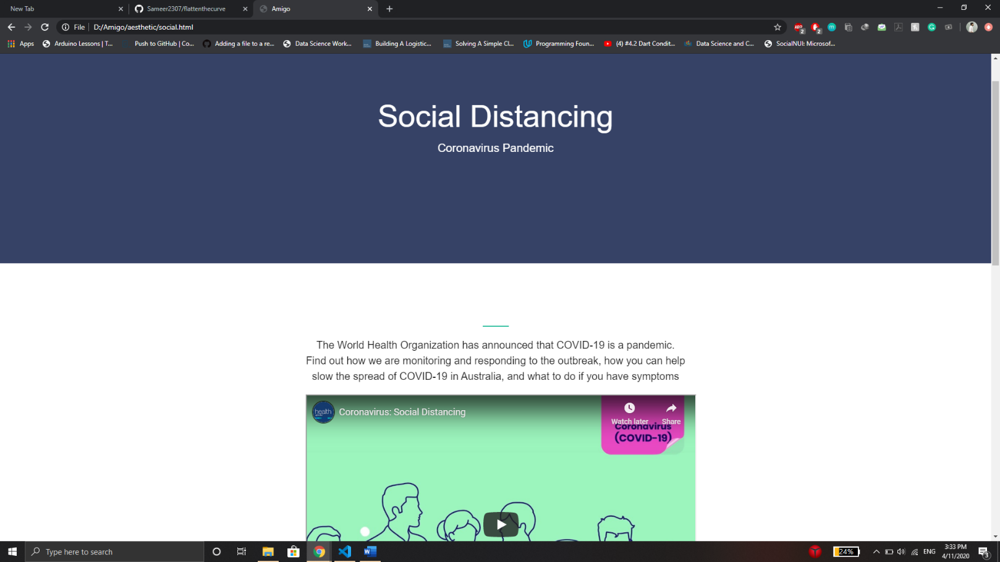 New Tab
Sameer2307/flattenthecurve
Amigo
File
D:/Amigo/aesthetic/social.html
ABP
2
2
m
Apps
Arduino Lessons | T...
Push to GitHub | Co...
Adding a file to a re...
Data Science Work...
Building A Logistic...
Solving A Simple Cl...
Programming Foun...
(4) #4.2 Dart Condit...
Data Science and C...
SocialNUI: Microsof...
Social Distancing
Coronavirus Pandemic
The World Health Organization has announced that COVID-19 is a pandemic.
Find out how we are monitoring and responding to the outbreak, how you can help
slow the spread of COVID-19 in Australia, and what to do if you have symptoms
health
Coronavirus: Social Distancing
Watch later
Share
Coronavirus
(COVID-19)
Type here to search
24%
ENG
3:33 PM
4/11/2020
3